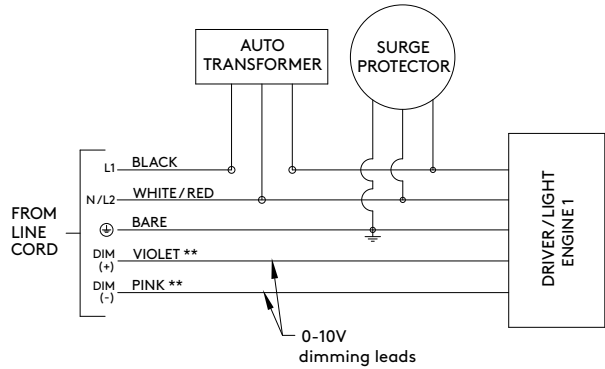 AUTO
TRANSFORMER
SURGE
PROTECTOR
L1 BLACK
N/L2 WHITE/RED
BARE
DIM
(+)
VIOLET **
DIM
(-)
PINK **
FROM
LINE
CORD
DRIVER/LIGHT
ENGINE 1
0-10V
dimming leads